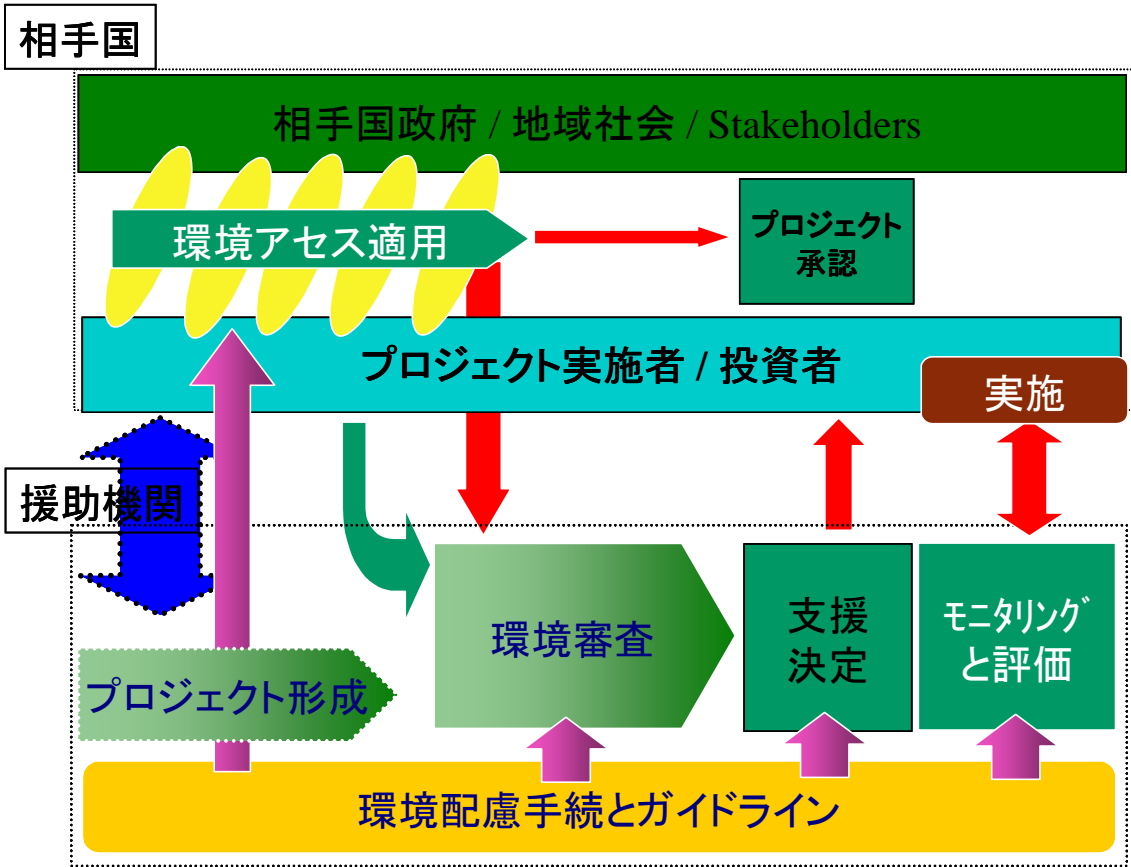 相手国
相手国政府 / 地域社会 / Stakeholders
環境アセス適用
プロジェクト
承認
プロジェクト実施者 / 投資者
実施
援助機関
環境審査
支援
決定
ﾓﾆﾀﾘﾝｸﾞ
と評価
プロジェクト形成
環境配慮手続とガイドライン